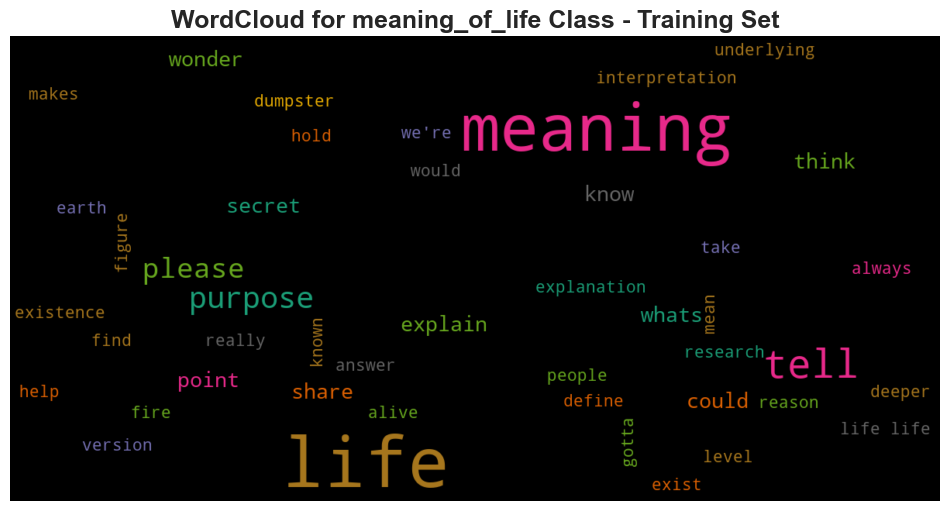 WordCloud for meaning_of_life Class - Training Set
wonder
underlying
interpretation
makes
dumpster
meaning
hold
we're
think
would
know
earth
secret
figure
take
please
always
purpose
explanation
existence
mean
whats
explain
known
find
really
research
tell
answer
point
people
help
share
define
could
reason
deeper
fire
alive
gotta
life life
version
life
level
exist